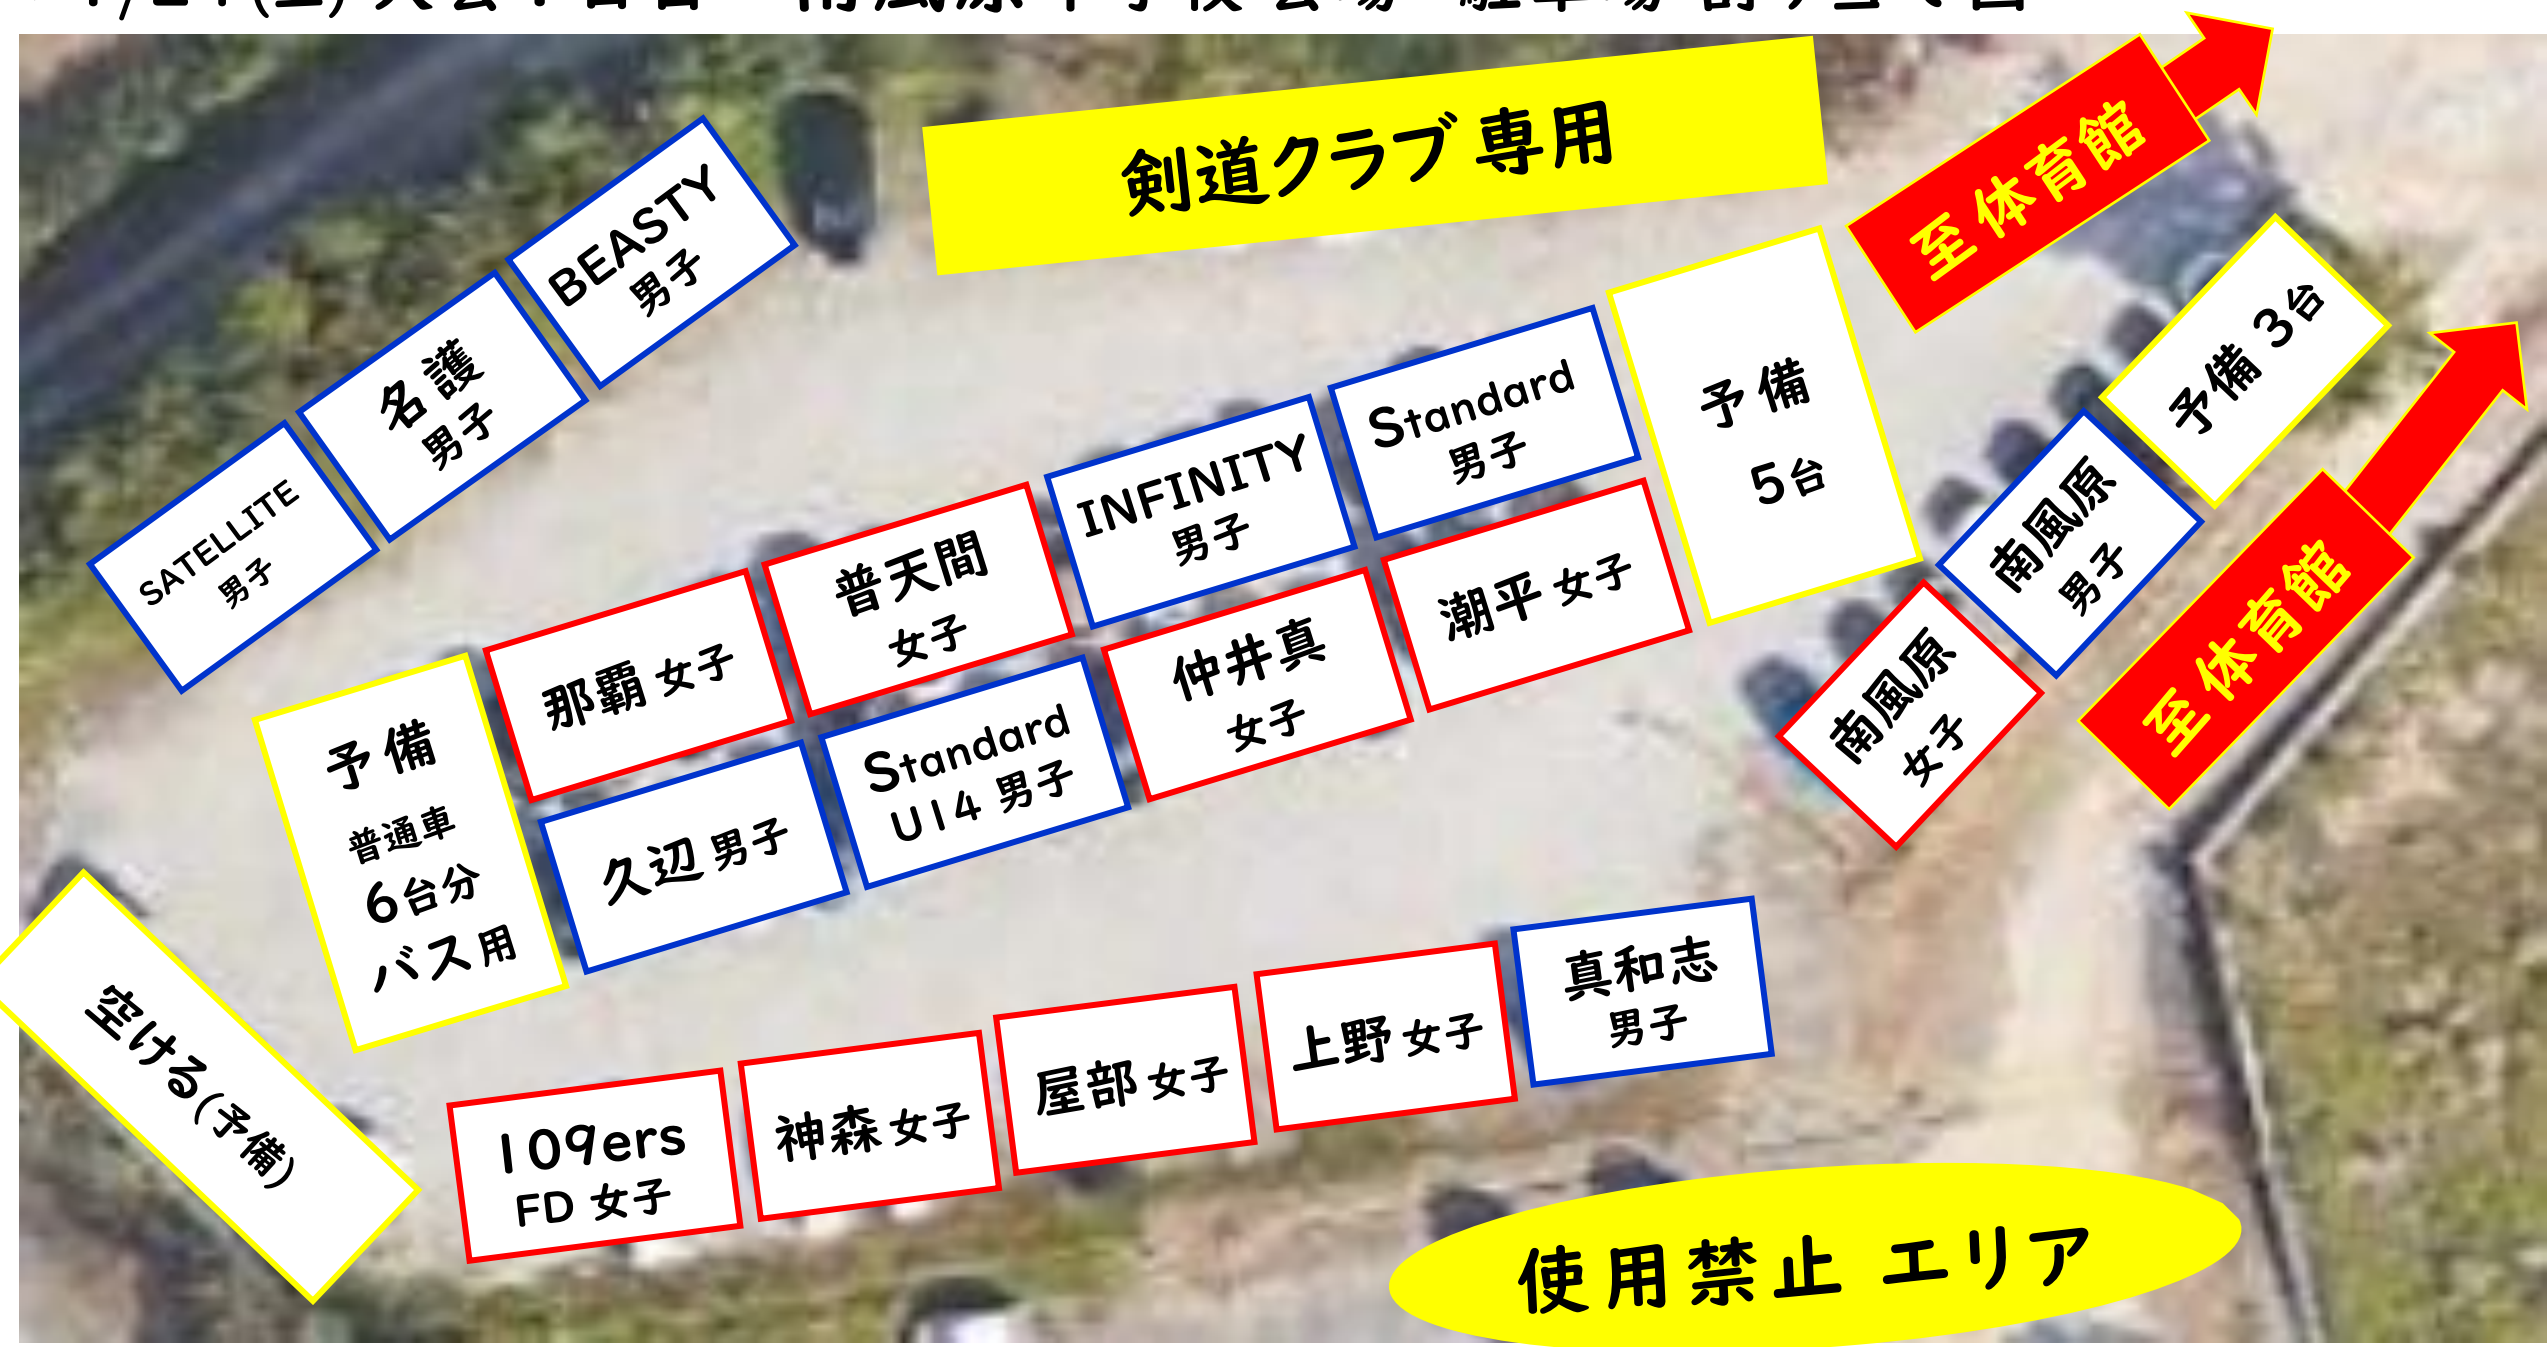 剣道クラブ 専用
至 体育館
BEASTY
男子
名護
男子
SATELLITE
男子
予備 3台
Standard
男子
予備
5台
INFINITY
男子
普天間
女子
那覇 女子
南風原
男子
至 体育館
潮平 女子
仲井真
女子
Standard
U14 男子
久辺 男子
南風原
女子
予備
普通車
6台分
バス用
空ける(予備)
真和志
男子
上野 女子
屋部 女子
神森 女子
109ers
FD 女子
使用禁止 エリア